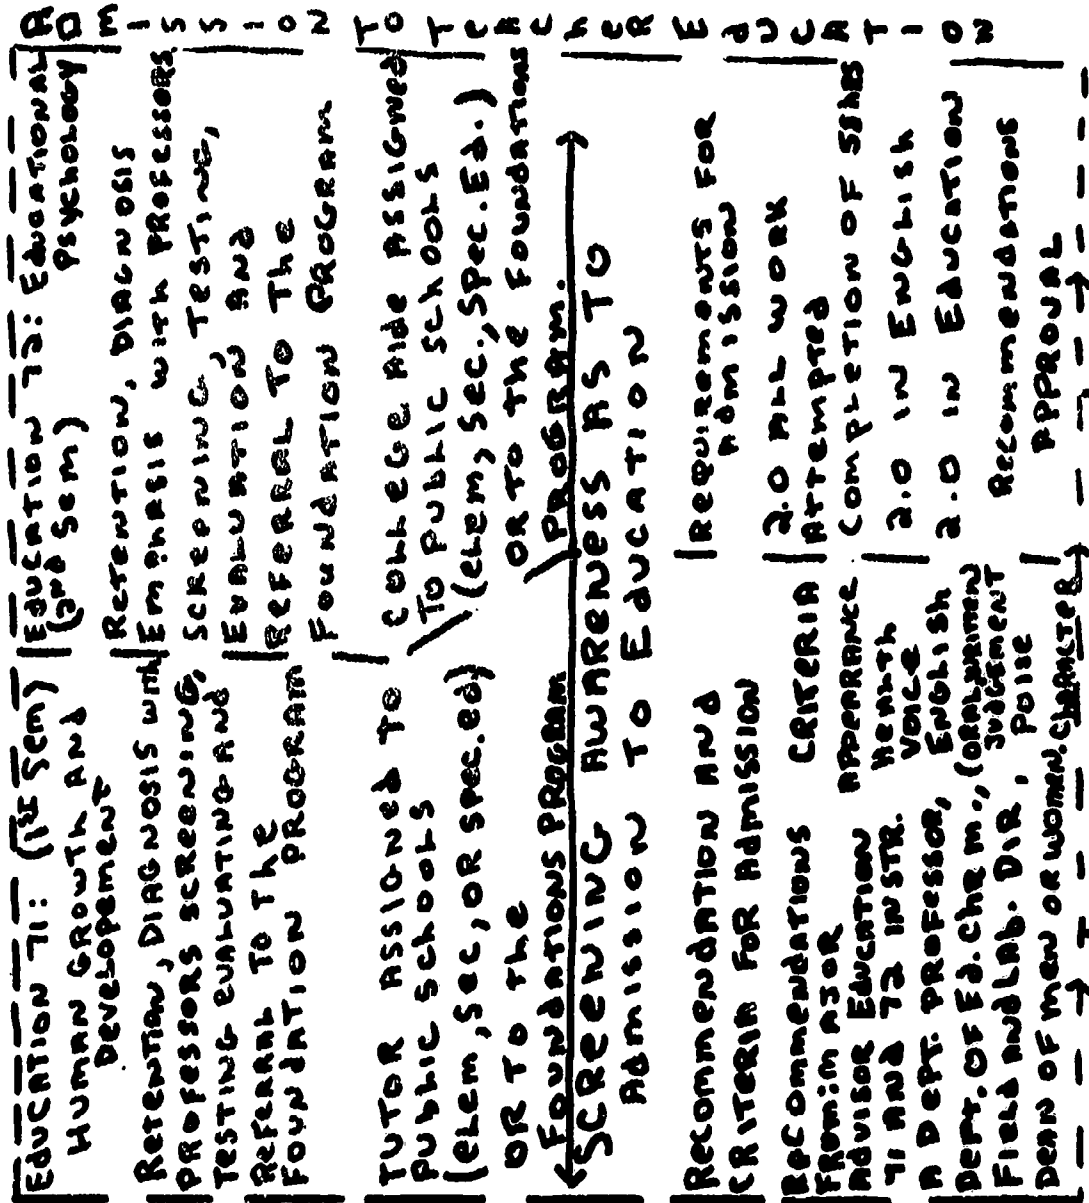 EDUCATION 71: (1st Sem)
HUMAN GROWTH AND
DEVELOPEMENT
RETENTION, DIAGNOSIS WITH
PROFESSORS SCREENING,
TESTING EVALUATING AND
REFERRAL TO THE
FOUNDATION PROGRAM
TUTOR ASSIGNED TO
PUBLIC SCHOOLS
(ELEM, SEC, OR SPEC. ED)
OR TO THE
FOUNDATIONS PROGRAM
EDUCATION 72: EDUCATIONAL
(2nd Sem) PSYCHOLOGY
RETENTION, DIAGNOSIS
EMPHASIS WITH PROFESSORS
SCREENING, TESTING,
EVALUATION, AND
REFERRAL TO THE
FOUNDATION PROGRAM
COLLEGE AIDE ASSIGNED
TO PUBLIC SCHOOLS
(ELEM, SEC., SPEC. ED.)
OR TO THE FOUNDATIONS
PROGRAM.
SCREENING AWARENESS AS TO
ADMISSION TO EDUCATION
RECOMMENDATION AND
CRITERIA FOR ADMISSION
RECOMMENDATIONS CRITERIA
FROM: MAJOR
ADVISOR EDUCATION APPEARANCE
71 AND 72 INSTR. HEALTH
VOICE
A DEPT. PROFESSOR, ENGLISH
DEPT. OF Ed. Chrm., (ORAL, WRITTEN
JUDGEMENT
FIELD AND LAB. DIR, POISE
DEAN OF MEN OR WOMEN. CHARACTER
REQUIREMENTS FOR
ADMISSION
2.0 ALL WORK
ATTEMPTED
COMPLETION OF 55 HRS
2.0 IN ENGLISH
2.0 IN EDUCATION
RECOMMENDATIONS
APPROVAL
ADMISSION TO TEACHER EDUCATION